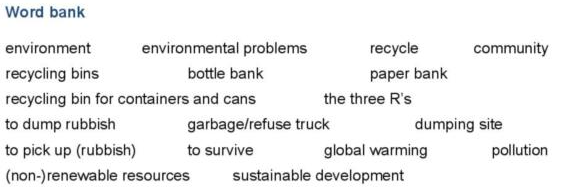 Word bank
environment environmental problems recycle community
recycling bins bottle bank paper bank
recycling bin for containers and cans the three R's
to dump rubbish garbage/refuse truck dumping site
to pick up (rubbish) to survive global warming pollution
(non-)renewable resources sustainable development